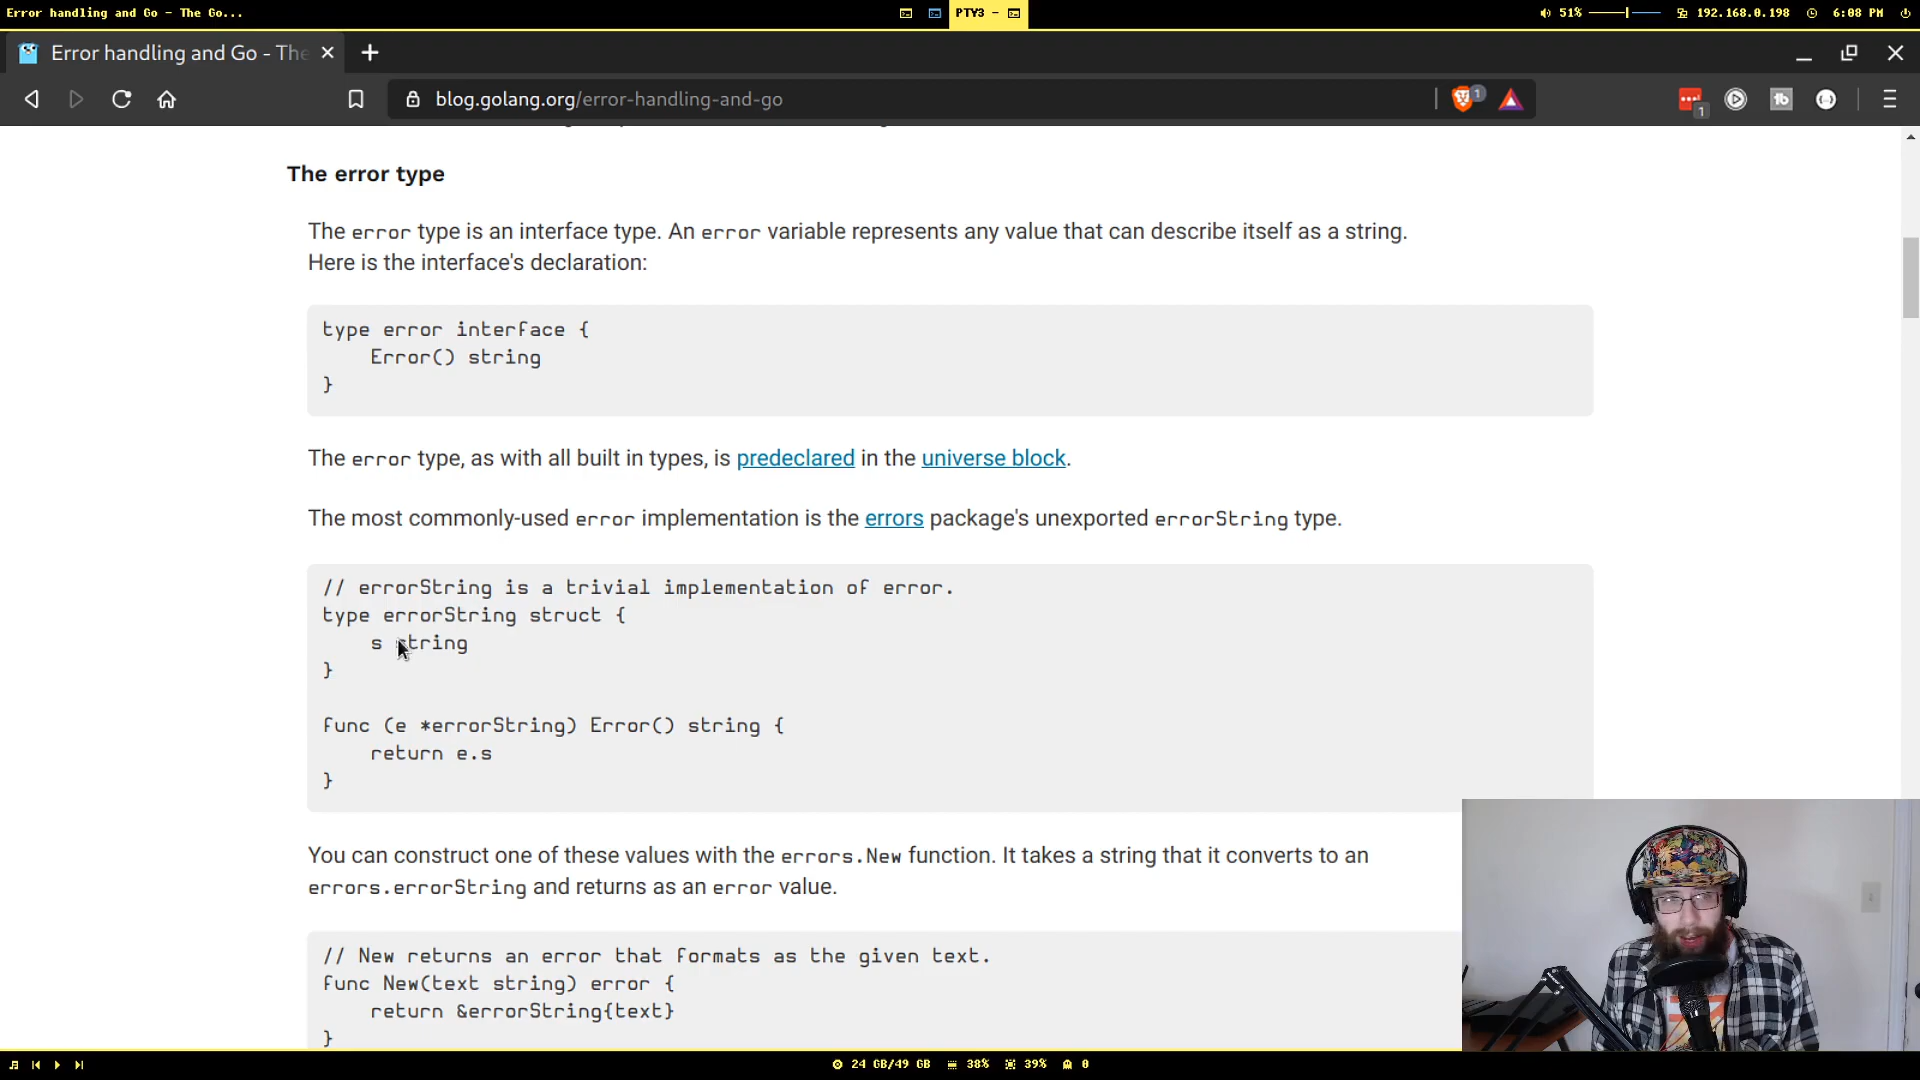 Error handling and Go - The Go...
PTY3 -
51%
192.168.0.198
6:08 PM
Error handling and Go - The
blog.golang.org/error-handling-and-go
1
1
The error type
The error type is an interface type. An error variable represents any value that can describe itself as a string.
Here is the interface's declaration:
type error interface {
    Error() string
}
The error type, as with all built in types, is predeclared in the universe block.
The most commonly-used error implementation is the errors package's unexported errorString type.
// errorString is a trivial implementation of error.
type errorString struct {
    s string
}
func (e *errorString) Error() string {
    return e.s
}
You can construct one of these values with the errors.New function. It takes a string that it converts to an
errors.errorString and returns as an error value.
// New returns an error that formats as the given text.
func New(text string) error {
    return &errorString{text}
}
24 GB/49 GB
38%
39%
0